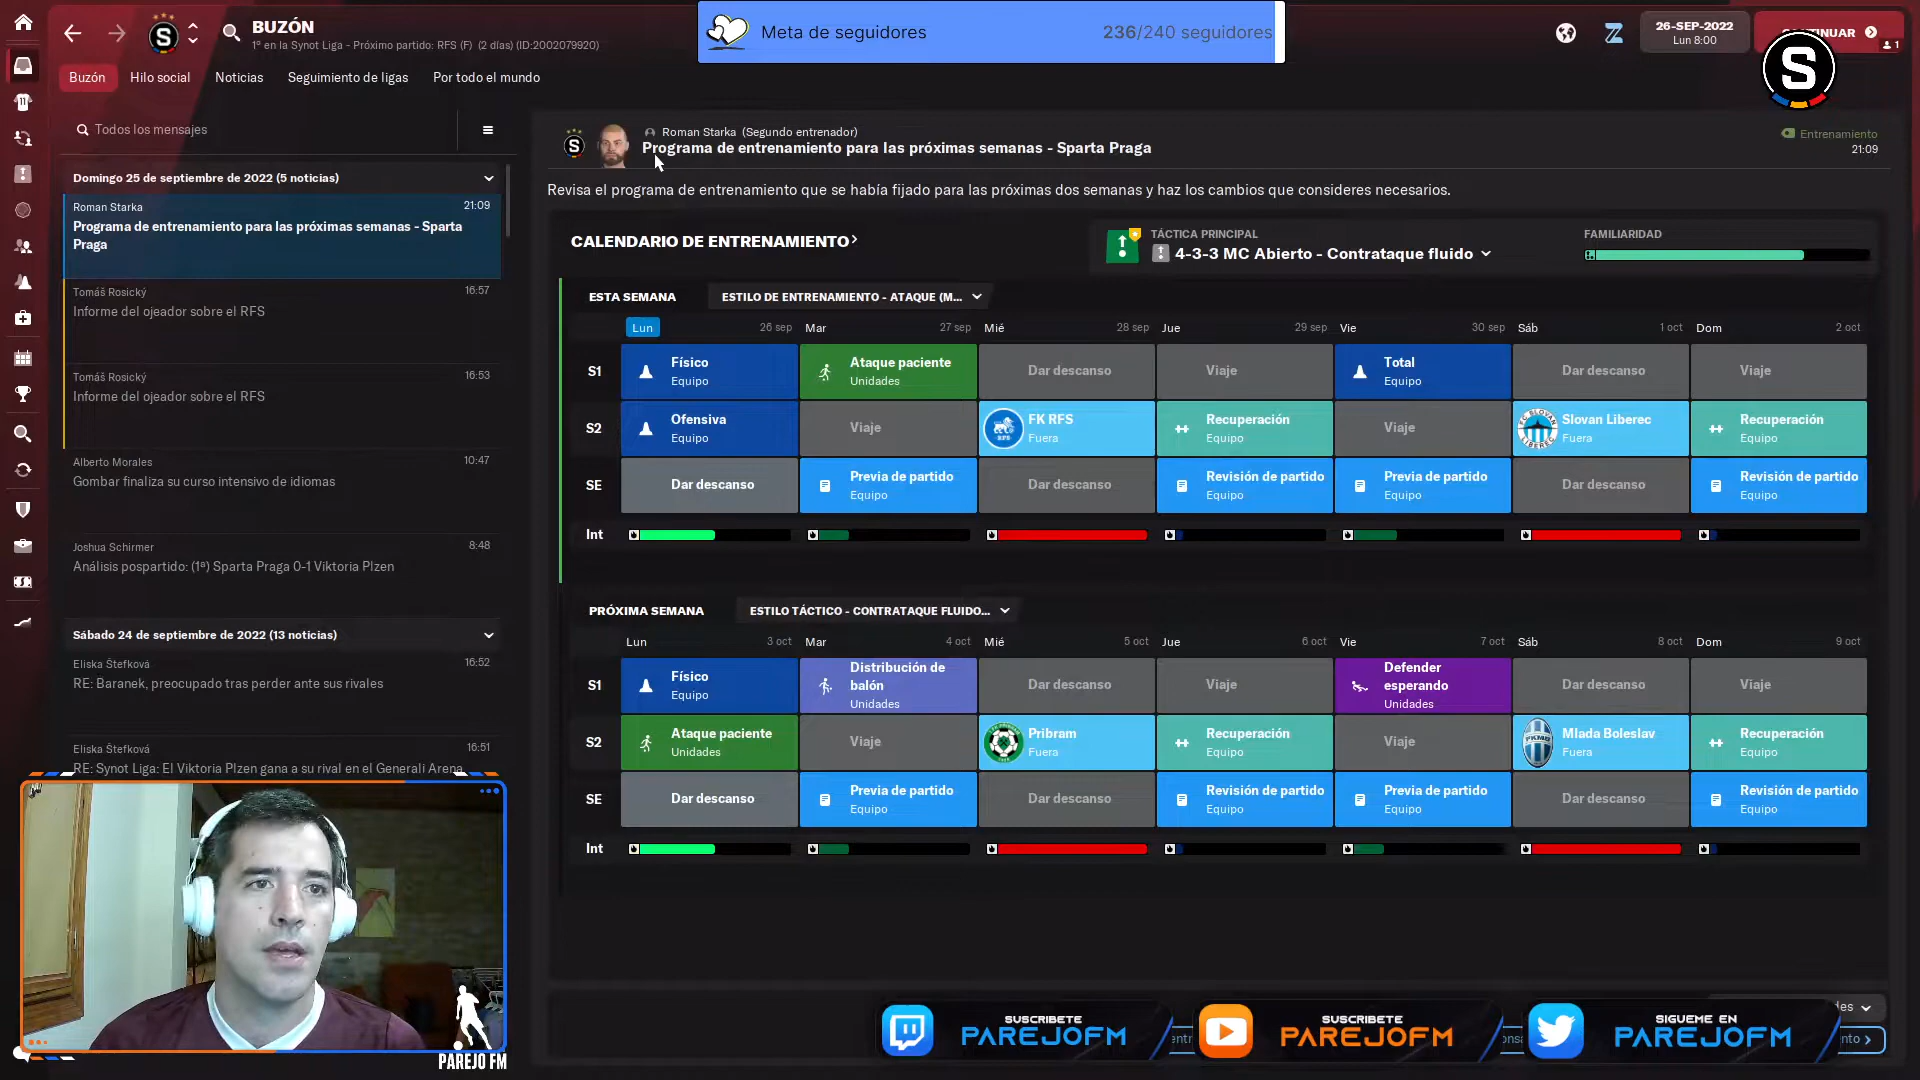 BUZÓN
1º en la Synot Liga - Próximo partido: RFS (F) (2 días) (ID:2002079920)
Meta de seguidores 236/240 seguidores
26-SEP-2022
Lun 8:00
1
S
Buzón Hilo social Noticias Seguimiento de ligas Por todo el mundo
Todos los mensajes
Domingo 25 de septiembre de 2022 (5 noticias)
Roman Starka 21:09
Programa de entrenamiento para las próximas semanas - Sparta
Praga
Tomáš Rosický 16:57
Informe del ojeador sobre el RFS
Tomáš Rosický 16:53
Informe del ojeador sobre el RFS
Alberto Morales 10:47
Gombar finaliza su curso intensivo de idiomas
Joshua Schirmer 8:48
Análisis pospartido: (1ª) Sparta Praga 0-1 Viktoria Plzen
Sábado 24 de septiembre de 2022 (13 noticias)
Eliska Štefková 16:52
RE: Baranek, preocupado tras perder ante sus rivales
Eliska Štefková 16:51
RE: Synot Liga: El Viktoria Plzen gana a su rival en el Generali Arena
Roman Starka (Segundo entrenador)
Programa de entrenamiento para las próximas semanas - Sparta Praga
Entrenamiento
21:09
Revisa el programa de entrenamiento que se había fijado para las próximas dos semanas y haz los cambios que consideres necesarios.
CALENDARIO DE ENTRENAMIENTO
TÁCTICA PRINCIPAL
4-3-3 MC Abierto - Contrataque fluido
FAMILIARIDAD
ESTA SEMANA ESTILO DE ENTRENAMIENTO - ATAQUE (M...
Lun 26 sep Mar 27 sep Mié 28 sep Jue 29 sep Vie 30 sep Sáb 1 oct Dom 2 oct
S1 Físico Equipo Ataque paciente Unidades Dar descanso Viaje Total Equipo Dar descanso Viaje
S2 Ofensiva Equipo Viaje FK RFS Fuera Recuperación Equipo Viaje Slovan Liberec Fuera Recuperación Equipo
SE Dar descanso Previa de partido Equipo Dar descanso Revisión de partido Equipo Previa de partido Equipo Dar descanso Revisión de partido Equipo
Int
PRÓXIMA SEMANA ESTILO TÁCTICO - CONTRATAQUE FLUIDO...
Lun 3 oct Mar 4 oct Mié 5 oct Jue 6 oct Vie 7 oct Sáb 8 oct Dom 9 oct
S1 Físico Equipo Distribución de balón Unidades Dar descanso Viaje Defender esperando Unidades Dar descanso Viaje
S2 Ataque paciente Unidades Viaje Pribram Fuera Recuperación Equipo Viaje Mlada Boleslav Fuera Recuperación Equipo
SE Dar descanso Previa de partido Equipo Dar descanso Revisión de partido Equipo Previa de partido Equipo Dar descanso Revisión de partido Equipo
Int
PAREJO FM
SUSCRIBETE
PAREJOFM
SUSCRIBETE
PAREJOFM
SIGUEME EN
PAREJOFM